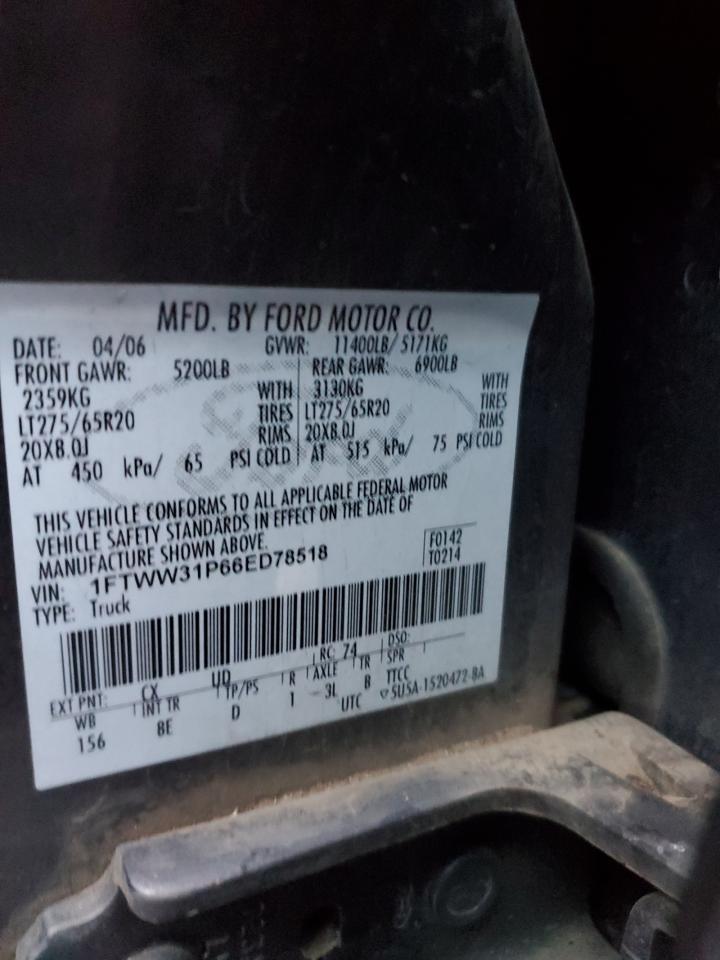 MFD. BY FORD MOTOR CO.
DATE: 04/06 GVWR: 11400LB/ 5171KG
FRONT GAWR: 5200LB REAR GAWR: 6900LB
2359KG WITH 3130KG WITH
LT275/65R20 TIRES LT275/65R20 TIRES
20X8.0J RIMS 20X8.0J RIMS
AT 450 kPa/ 65 PSI COLD AT 515 kPa/ 75 PSI COLD
THIS VEHICLE CONFORMS TO ALL APPLICABLE FEDERAL MOTOR
VEHICLE SAFETY STANDARDS IN EFFECT ON THE DATE OF
MANUFACTURE SHOWN ABOVE.
VIN: 1FTWW31P66ED78518
F0142
T0214
TYPE: Truck
EXT PNT: CX UD RC 74 DSO:
WB INT TR TP/PS R AXLE TR SPR
156 BE D 1 3L B TTCC
UTC 5U5A-1520472-BA